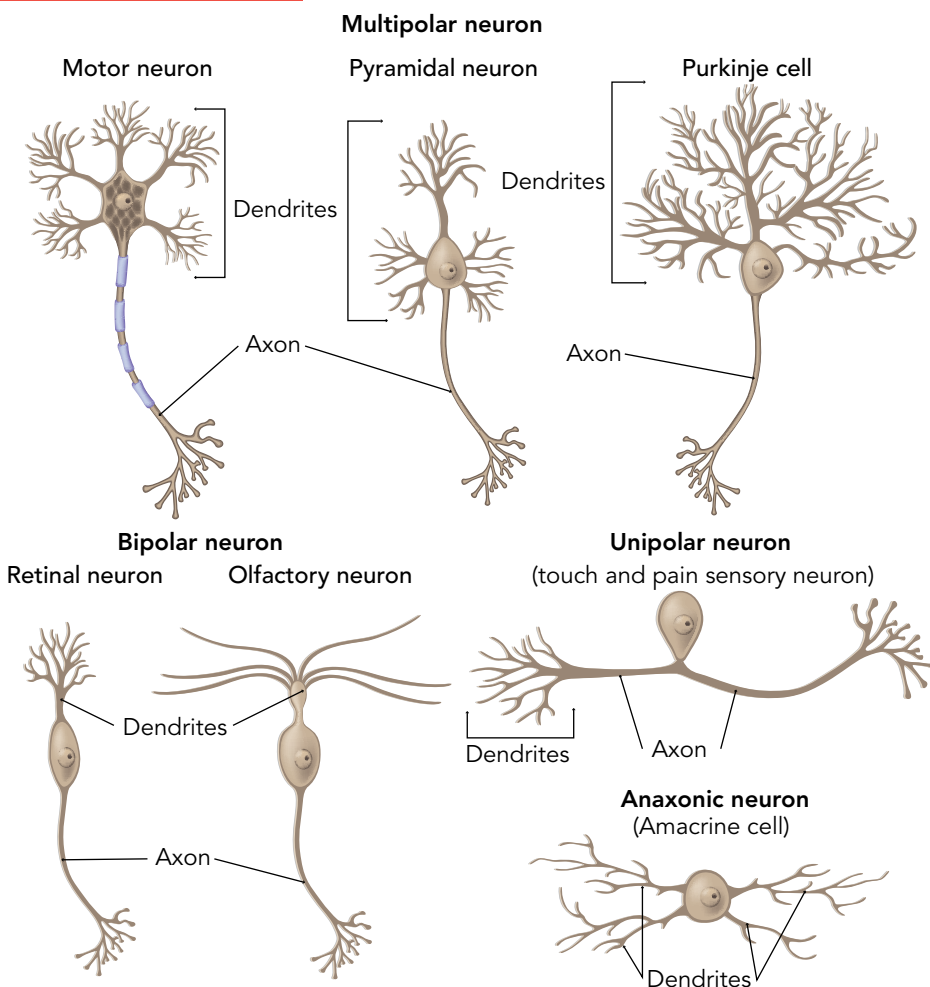 Multipolar neuron
Motor neuron
Pyramidal neuron
Purkinje cell
Dendrites
Dendrites
Axon
Axon
Bipolar neuron
Retinal neuron
Olfactory neuron
Dendrites
Axon
Unipolar neuron
(touch and pain sensory neuron)
Dendrites
Axon
Anaxonic neuron
(Amacrine cell)
Dendrites